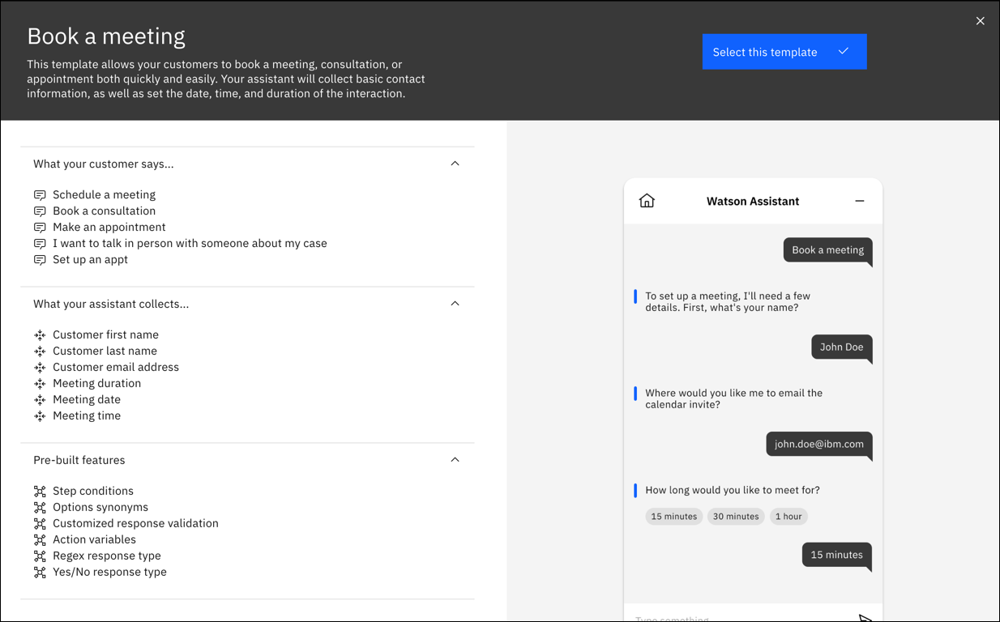 Book a meeting
This template allows your customers to book a meeting, consultation, or
appointment both quickly and easily. Your assistant will collect basic contact
information, as well as set the date, time, and duration of the interaction.
Select this template
What your customer says...
Schedule a meeting
Book a consultation
Make an appointment
I want to talk in person with someone about my case
Set up an appt
What your assistant collects...
Customer first name
Customer last name
Customer email address
Meeting duration
Meeting date
Meeting time
Pre-built features
Step conditions
Options synonyms
Customized response validation
Action variables
Regex response type
Yes/No response type
Watson Assistant
Book a meeting
To set up a meeting, I'll need a few
details. First, what's your name?
John Doe
Where would you like me to email the
calendar invite?
john.doe@ibm.com
How long would you like to meet for?
15 minutes 30 minutes 1 hour
15 minutes
Type something